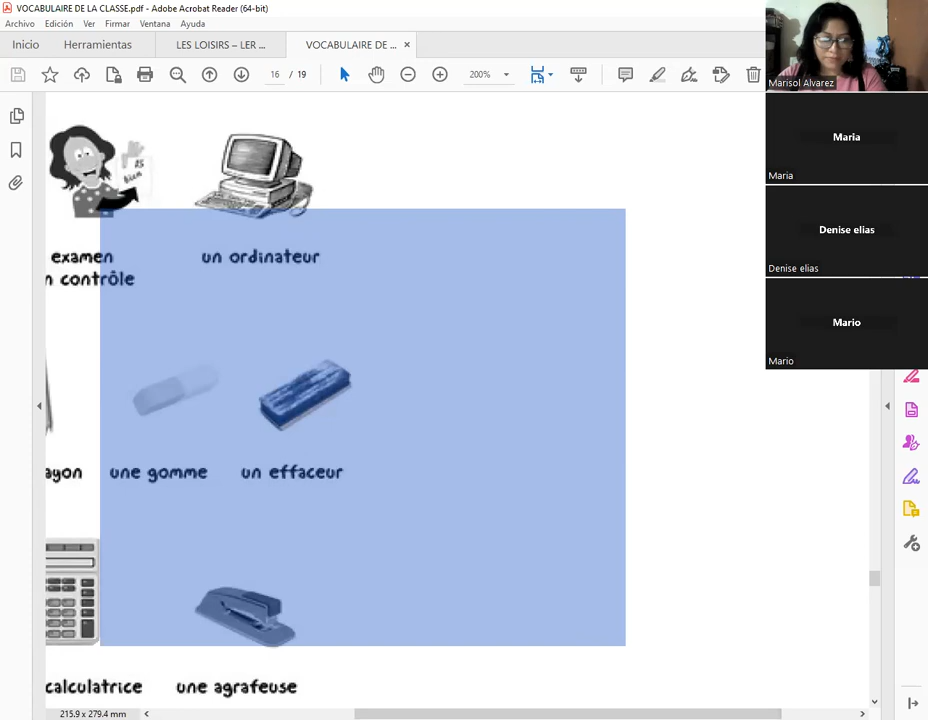 VOCABULAIRE DE LA CLASSE.pdf - Adobe Acrobat Reader (64-bit)
Archivo Edición Ver Firmar Ventana Ayuda
Inicio Herramientas LES LOISIRS – LER ... VOCABULAIRE DE ... ×
16 / 19 200%
Marisol Alvarez
Maria
Maria
Denise elias
Denise elias
Mario
Mario
AS
Bien
examen
n contrôle
un ordinateur
ayon
une gomme
un effaceur
calculatrice
une agrafeuse
215.9 x 279.4 mm